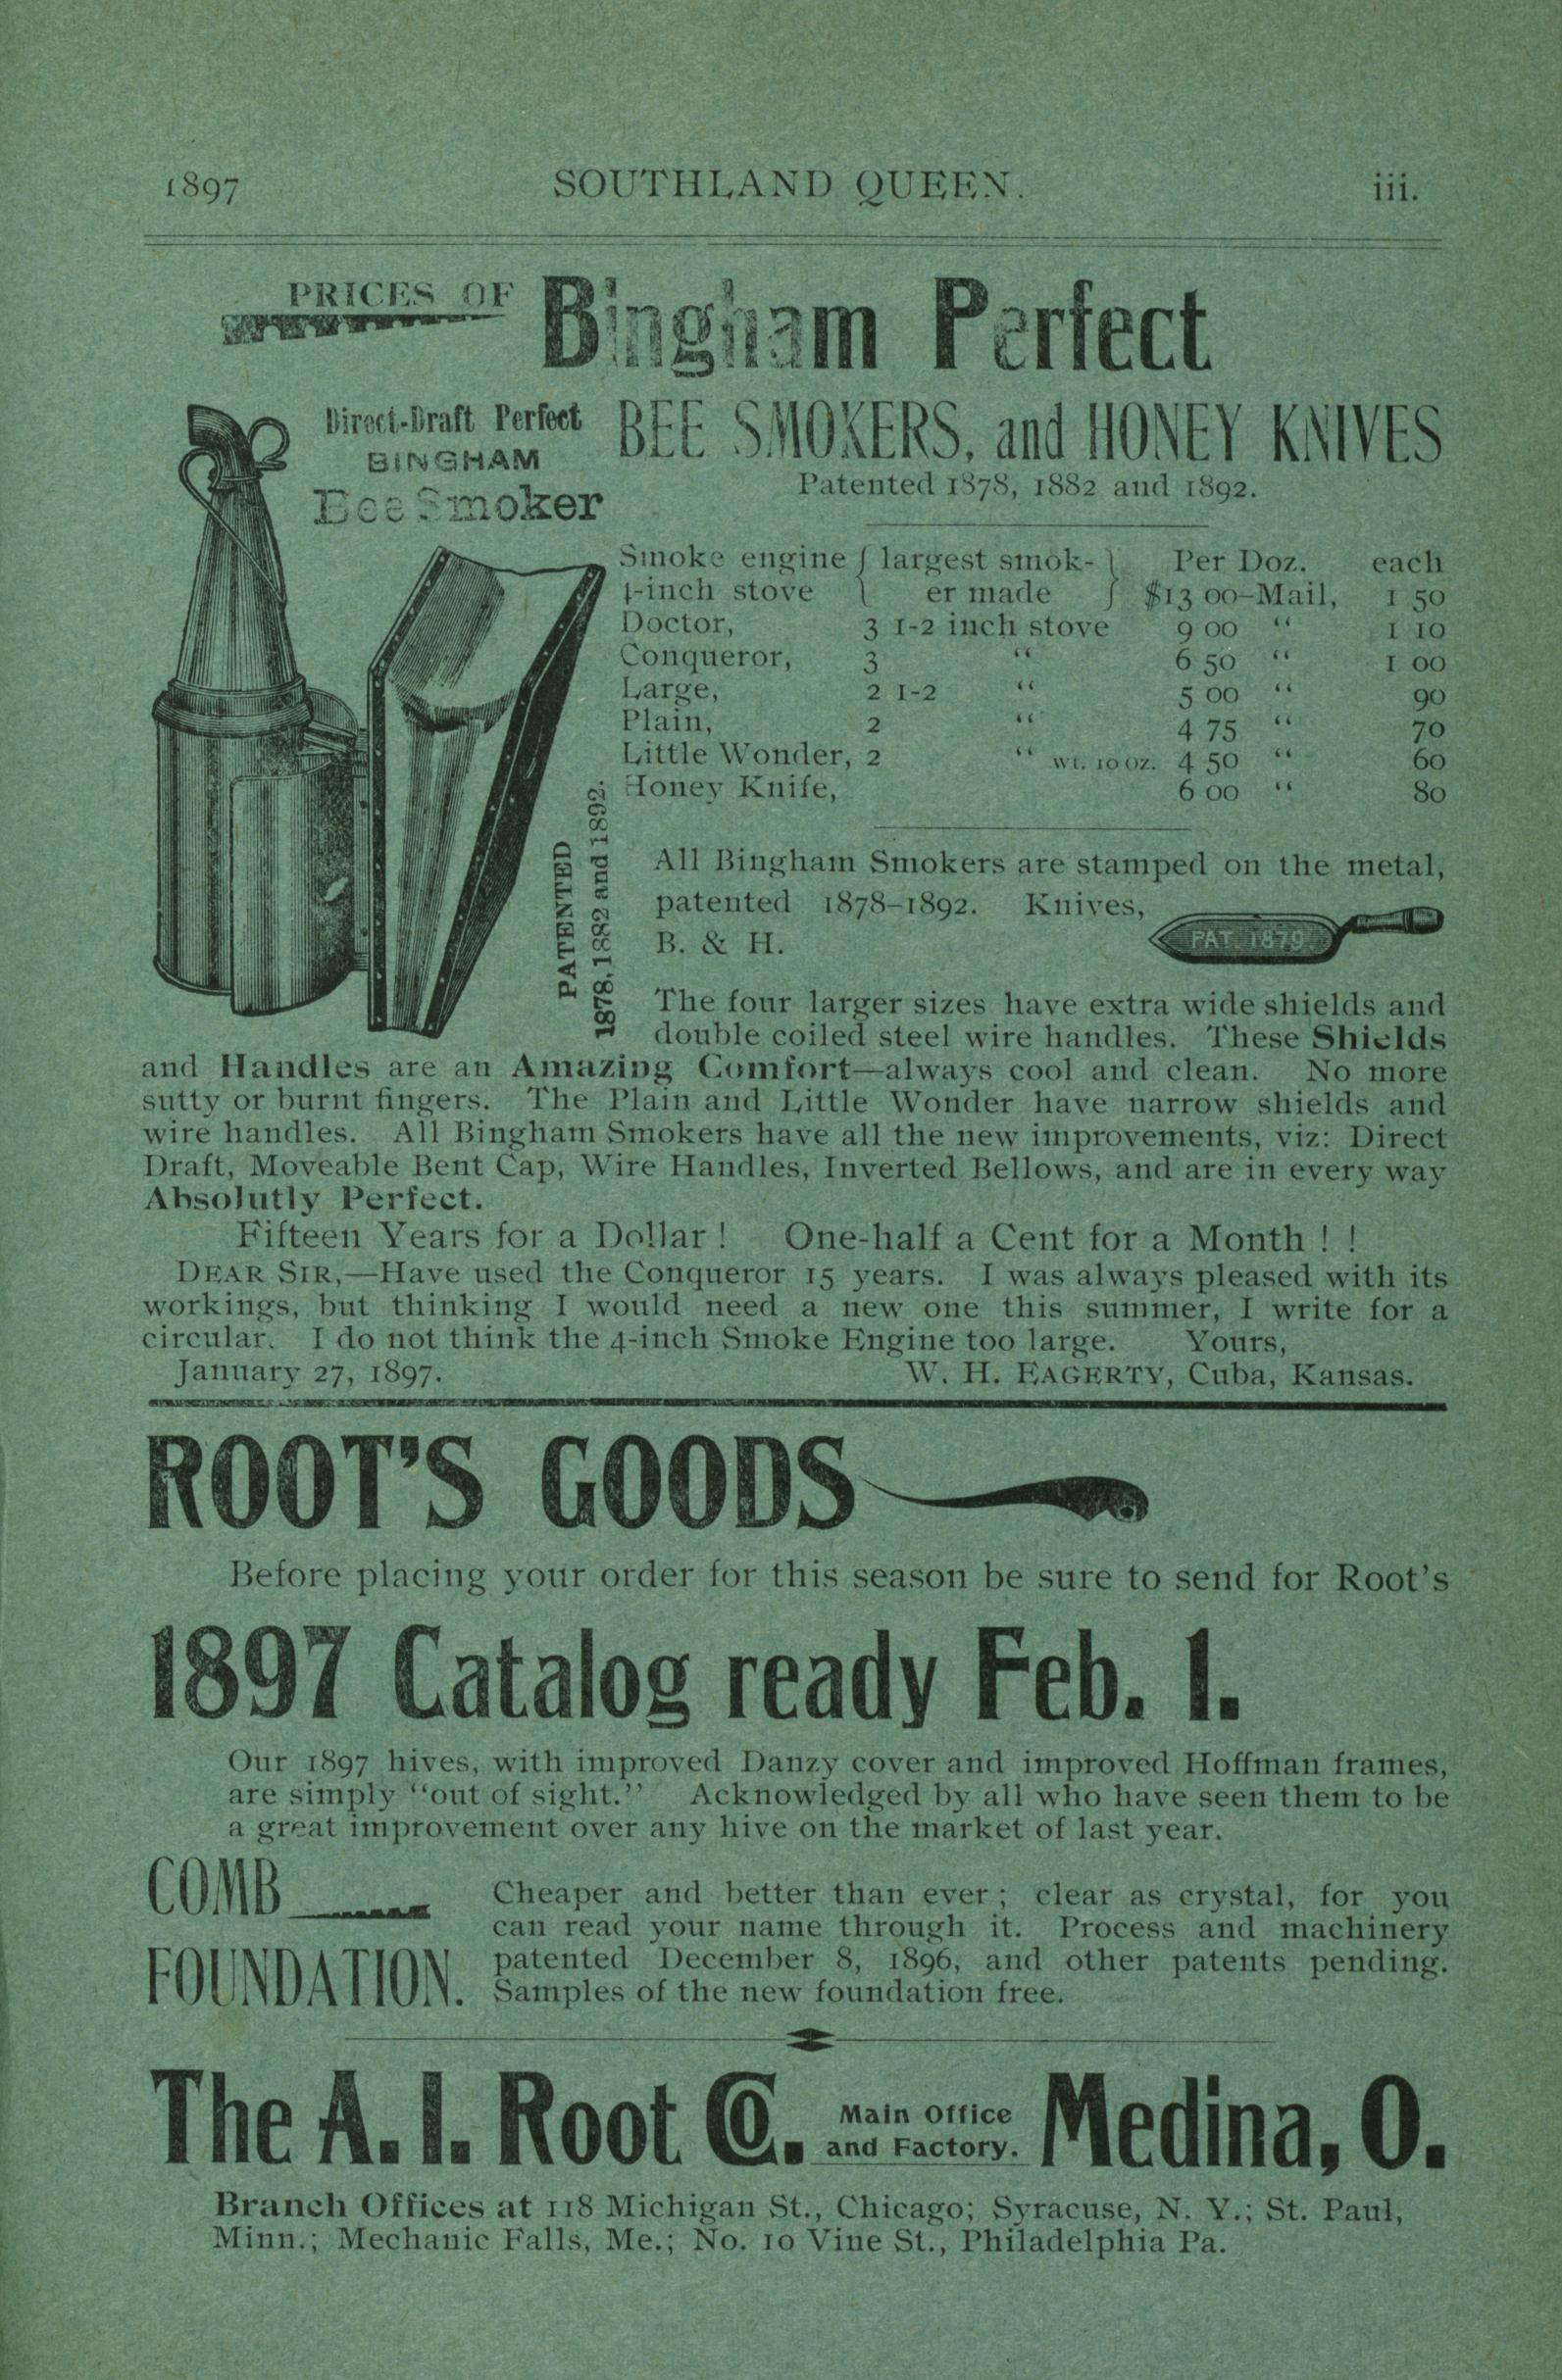 1897 SOUTHLAND QUEEN. iii.
PRICES OF Bingham Perfect
Direct-Draft Perfect
BINGHAM
Bee Smoker
BEE SMOKERS, and HONEY KNIVES
Patented 1878, 1882 and 1892.
Smoke engine { largest smok- } Per Doz. each
4-inch stove { er made } $13 00–Mail, 1 50
Doctor, 3 1-2 inch stove 9 00 “ 1 10
Conqueror, 3 “ 6 50 “ 1 00
Large, 2 1-2 “ 5 00 “ 90
Plain, 2 “ 4 75 “ 70
Little Wonder, 2 “ wt. 10 oz. 4 50 “ 60
Honey Knife, 6 00 “ 80
PATENTED
1878, 1882 and 1892.
All Bingham Smokers are stamped on the metal,
patented 1878–1892. Knives,
B. & H.
PAT. 1879.
The four larger sizes have extra wide shields and
double coiled steel wire handles. These Shields
and Handles are an Amazing Comfort—always cool and clean. No more
sutty or burnt fingers. The Plain and Little Wonder have narrow shields and
wire handles. All Bingham Smokers have all the new improvements, viz: Direct
Draft, Moveable Bent Cap, Wire Handles, Inverted Bellows, and are in every way
Absolutly Perfect.
Fifteen Years for a Dollar ! One-half a Cent for a Month ! !
DEAR SIR,—Have used the Conqueror 15 years. I was always pleased with its
workings, but thinking I would need a new one this summer, I write for a
circular. I do not think the 4-inch Smoke Engine too large. Yours,
January 27, 1897. W. H. EAGERTY, Cuba, Kansas.
ROOT'S GOODS
Before placing your order for this season be sure to send for Root's
1897 Catalog ready Feb. 1.
Our 1897 hives, with improved Danzy cover and improved Hoffman frames,
are simply “out of sight.” Acknowledged by all who have seen them to be
a great improvement over any hive on the market of last year.
COMB
FOUNDATION.
Cheaper and better than ever ; clear as crystal, for you
can read your name through it. Process and machinery
patented December 8, 1896, and other patents pending.
Samples of the new foundation free.
The A. I. Root Co. Main Office and Factory. Medina, O.
Branch Offices at 118 Michigan St., Chicago; Syracuse, N. Y.; St. Paul,
Minn.; Mechanic Falls, Me.; No. 10 Vine St., Philadelphia Pa.